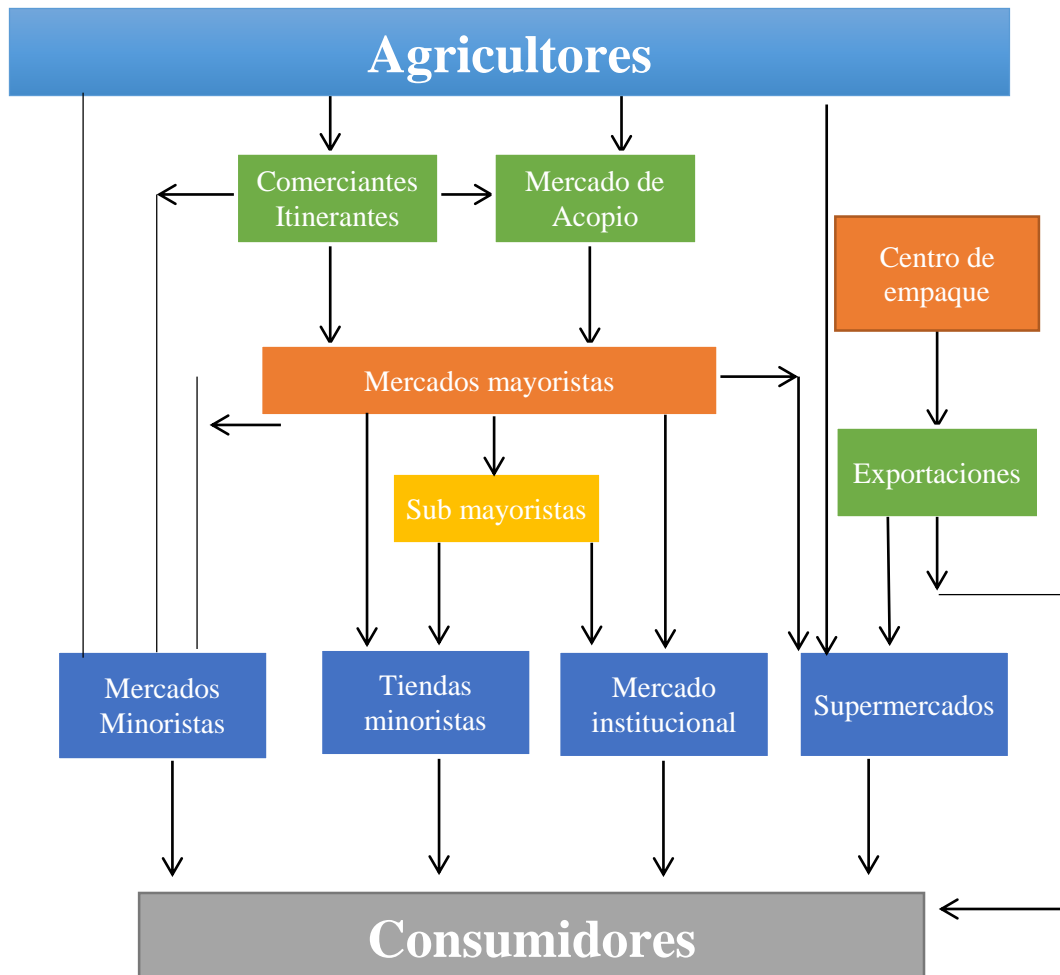 Agricultores
Comerciantes
Itinerantes
Mercado de
Acopio
Centro de
empaque
Mercados mayoristas
Exportaciones
Sub mayoristas
Mercados
Minoristas
Tiendas
minoristas
Mercado
institucional
Supermercados
Consumidores